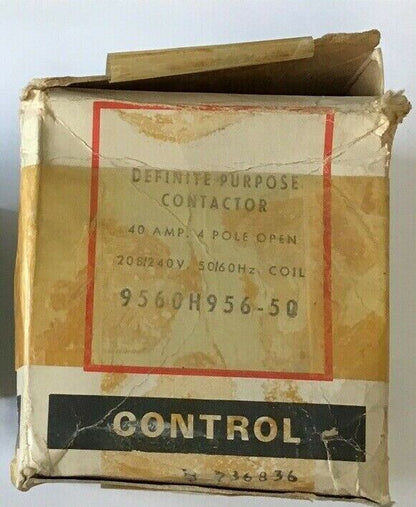 DEFINITE PURPOSE
CONTACTOR
40 AMP. 4 POLE OPEN
208/240V 50/60Hz COIL
9560H956-50
CONTROL
736836